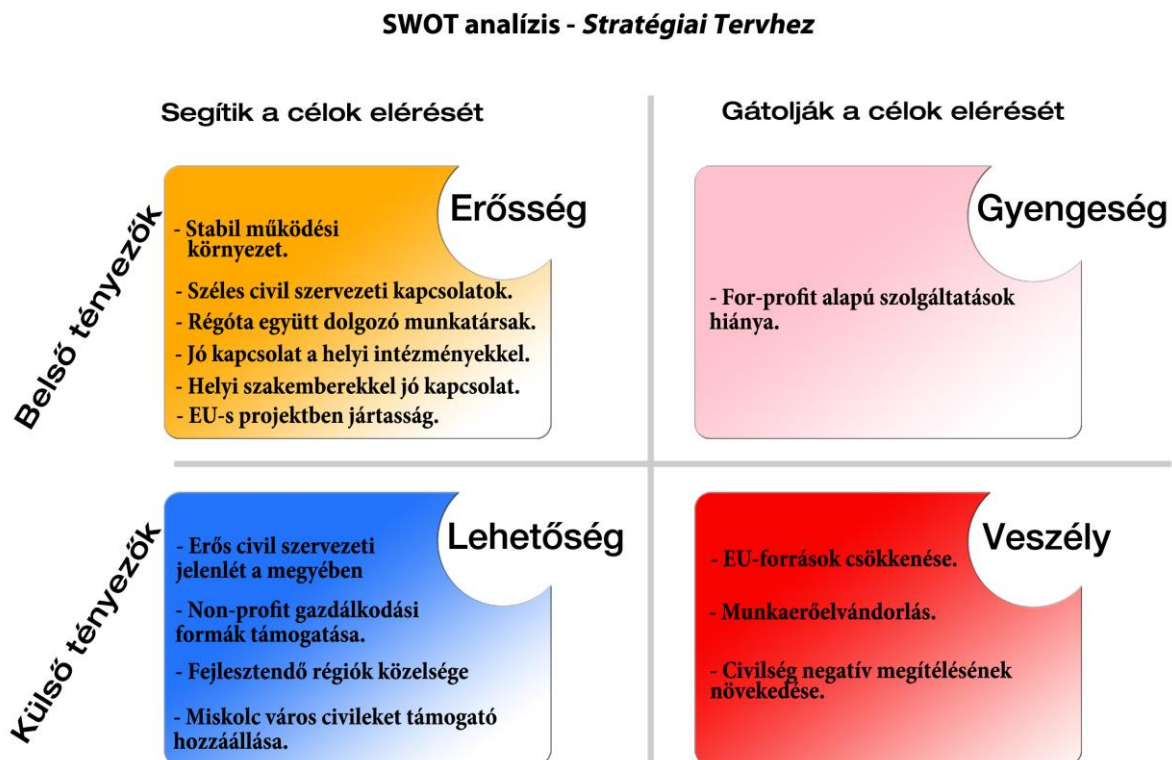 SWOT analízis - Stratégiai Tervhez
Segítik a célok elérését
Gátolják a célok elérését
Belső tényezők
Erősség
- Stabil működési
környezet.
- Széles civil szervezeti kapcsolatok.
- Régóta együtt dolgozó munkatársak.
- Jó kapcsolat a helyi intézményekkel.
- Helyi szakemberekkel jó kapcsolat.
- EU-s projektben jártasság.
Gyengeség
- For-profit alapú szolgáltatások
hiánya.
Külső tényezők
Lehetőség
- Erős civil szervezeti
jelenlét a megyében
- Non-profit gazdálkodási
formák támogatása.
- Fejlesztendő régiók közelsége
- Miskolc város civileket támogató
hozzáállása.
Veszély
- EU-források csökkenése.
- Munkaerőelvándorlás.
- Civilség negatív megítélésének
növekedése.